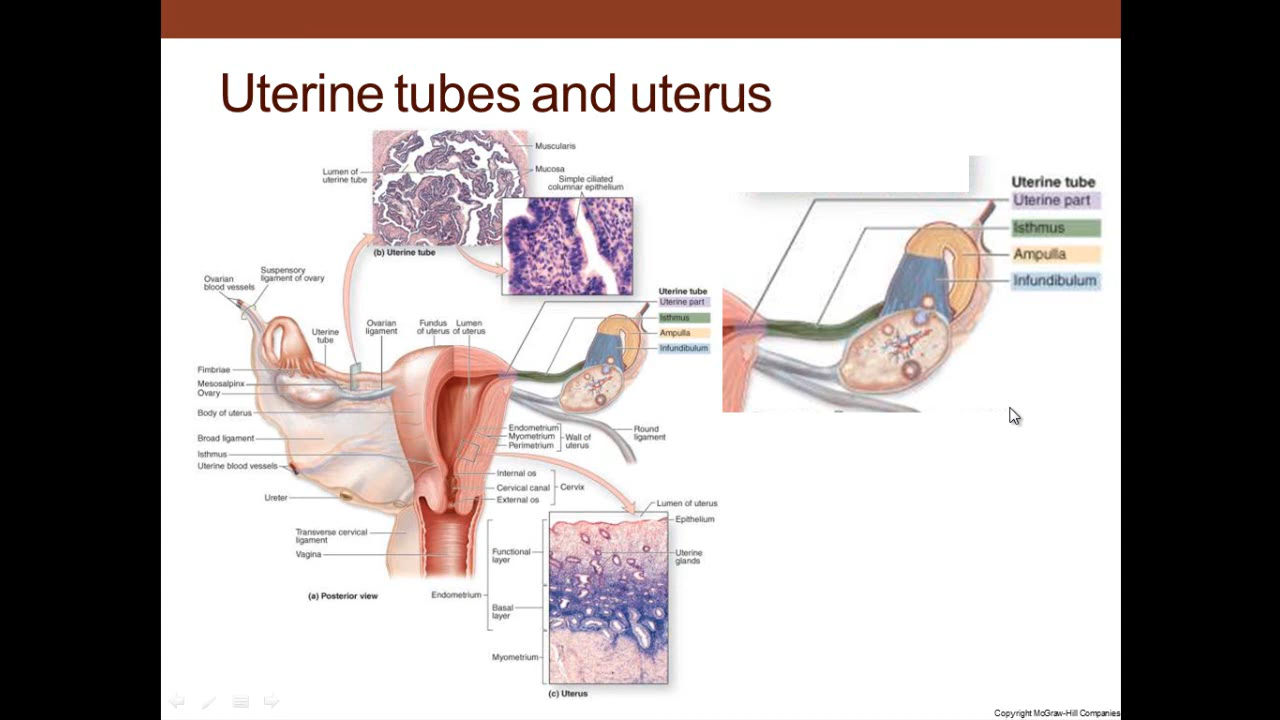 Uterine tubes and uterus
Muscularis
Lumen of
uterine tube
Mucosa
Simple ciliated
columnar epithelium
(b) Uterine tube
Suspensory
ligament of ovary
Ovarian
blood vessels
Uterine
tube
Ovarian
ligament
Fundus
of uterus
Lumen
of uterus
Uterine tube
Uterine part
Isthmus
Ampulla
Infundibulum
Fimbriae
Mesosalpinx
Ovary
Body of uterus
Broad ligament
Isthmus
Uterine blood vessels
Ureter
Transverse cervical
ligament
Vagina
Endometrium
Myometrium
Perimetrium
Wall of
uterus
Round
ligament
Internal os
Cervical canal
External os
Cervix
(a) Posterior view
Lumen of uterus
Epithelium
Functional
layer
Uterine
glands
Endometrium
Basal
layer
Myometrium
(c) Uterus
Uterine tube
Uterine part
Isthmus
Ampulla
Infundibulum
Copyright McGraw-Hill Companies